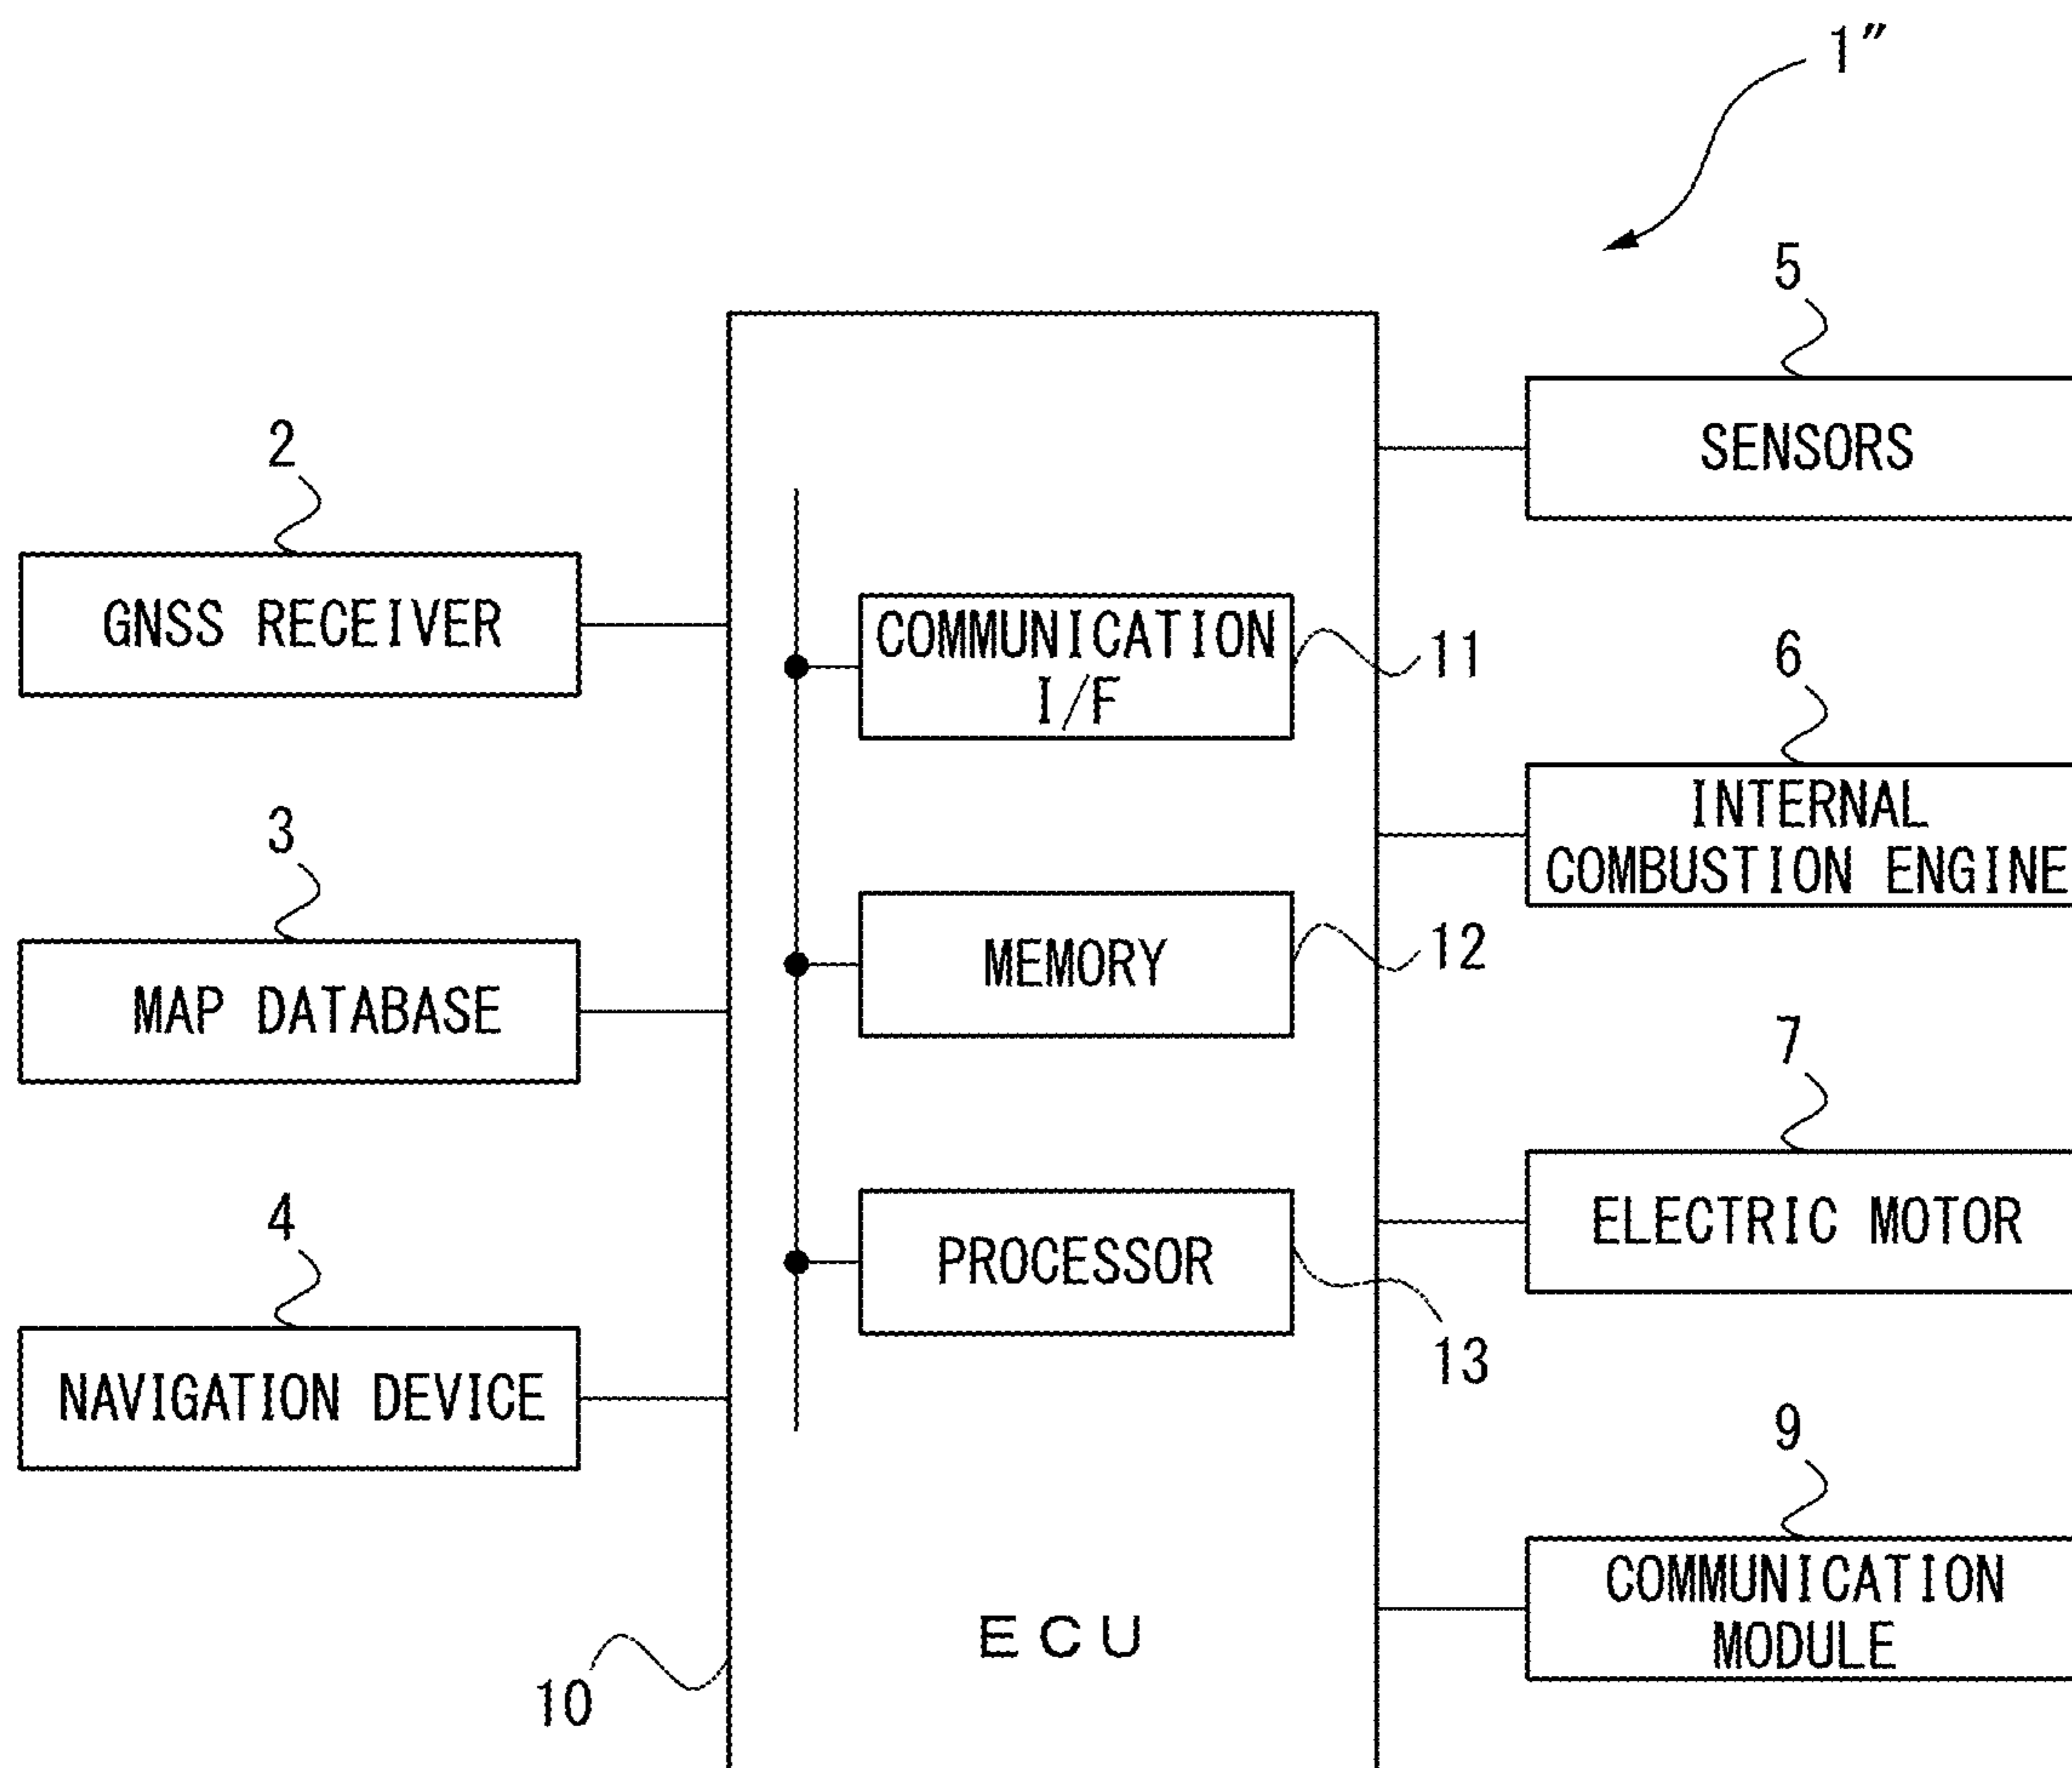 1″
5
SENSORS
2
GNSS RECEIVER
COMMUNICATION
I/F
11
6
INTERNAL
COMBUSTION ENGINE
3
MAP DATABASE
MEMORY
12
7
ELECTRIC MOTOR
4
NAVIGATION DEVICE
PROCESSOR
13
9
COMMUNICATION
MODULE
ECU
10